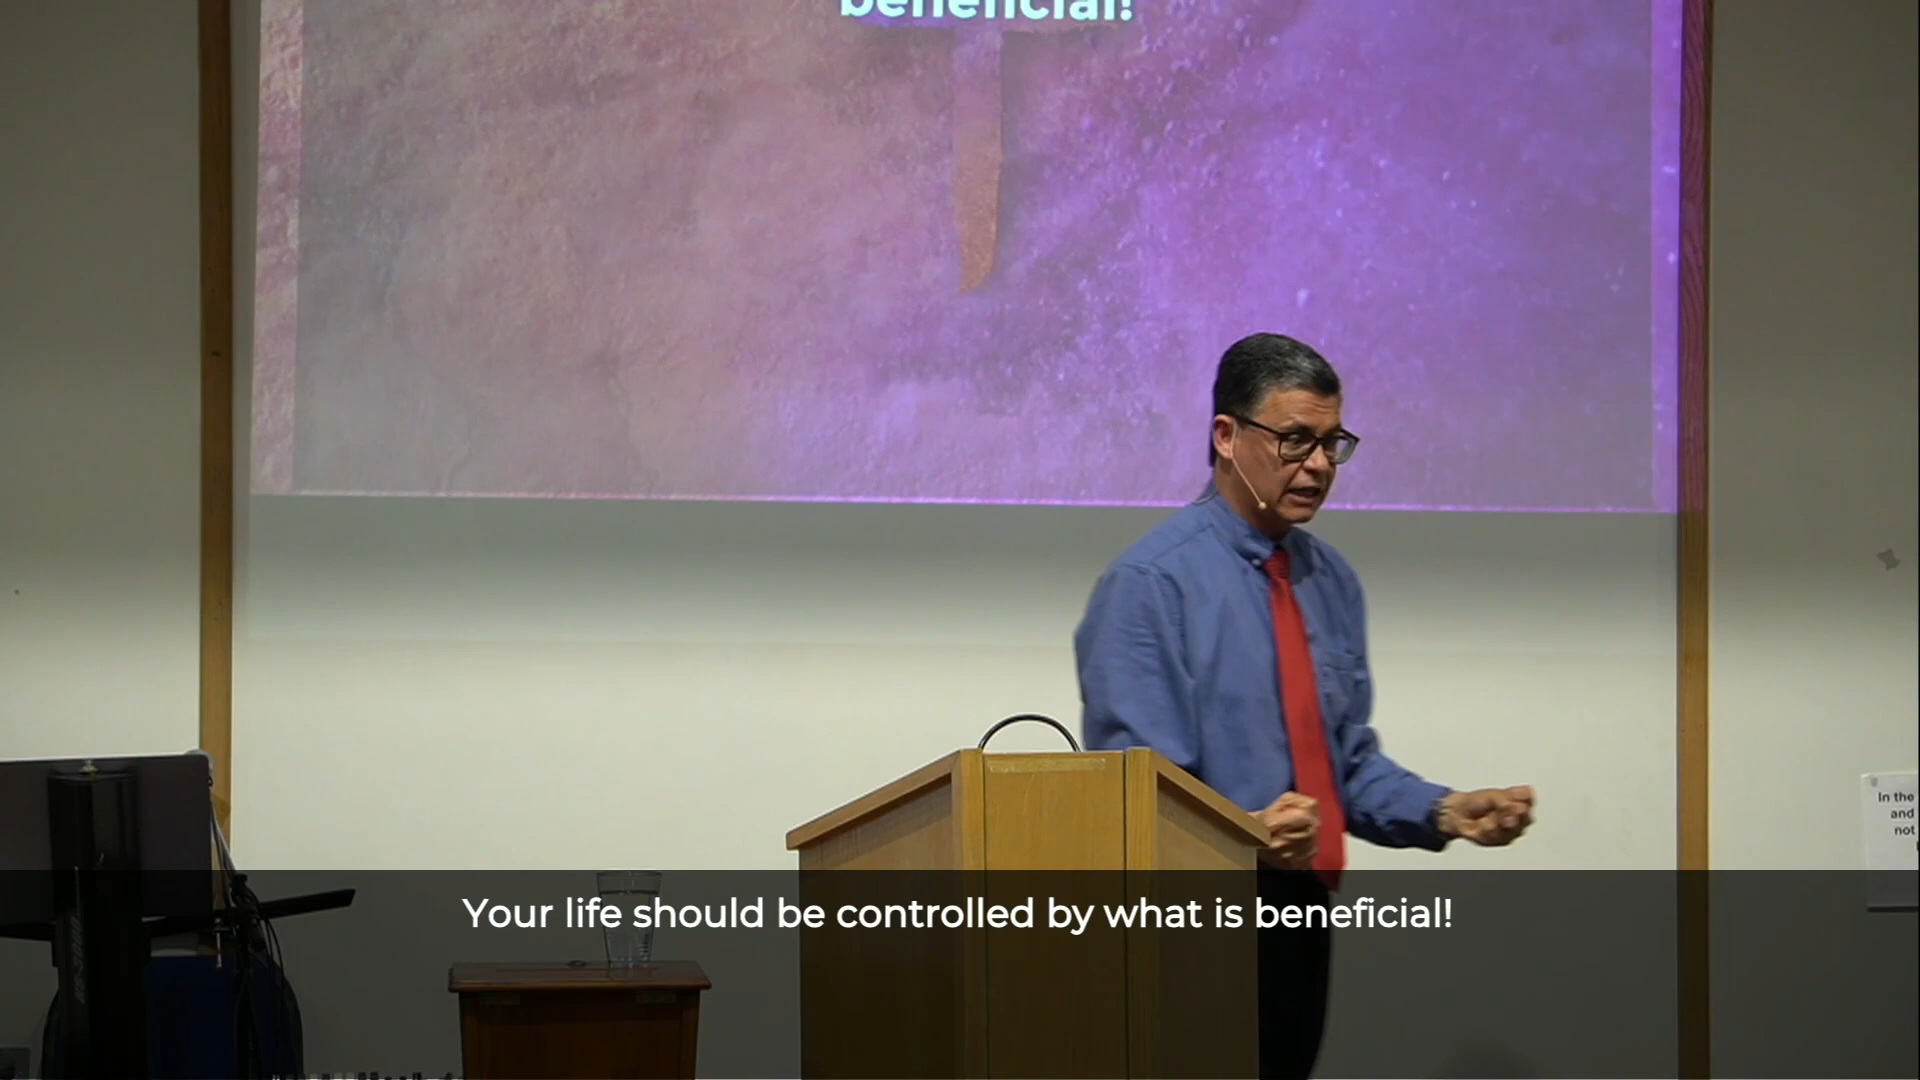 beneficial!
In the
and
not
Your life should be controlled by what is beneficial!